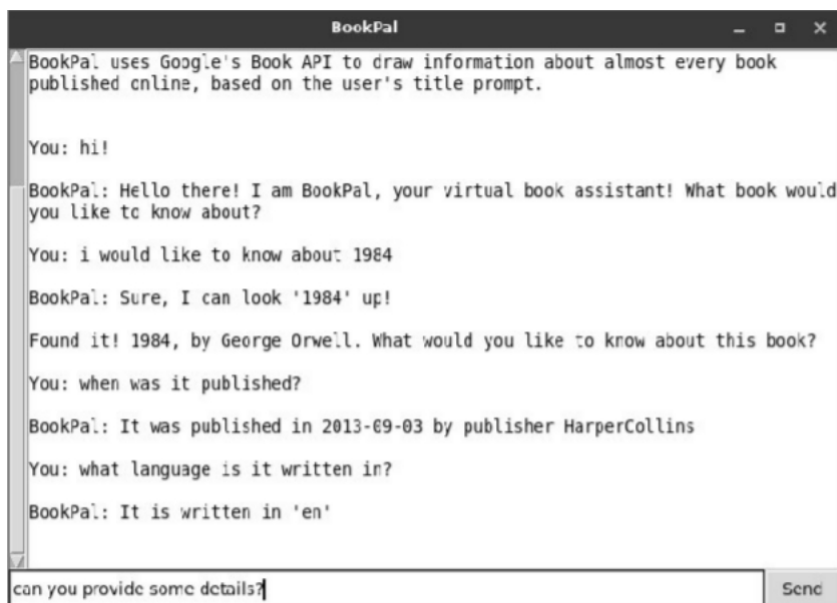 BookPal
BookPal uses Google's Book API to draw information about almost every book
published online, based on the user's title prompt.
You: hi!
BookPal: Hello there! I am BookPal, your virtual book assistant! What book would
you like to know about?
You: i would like to know about 1984
BookPal: Sure, I can look '1984' up!
Found it! 1984, by George Orwell. What would you like to know about this book?
You: when was it published?
BookPal: It was published in 2013-09-03 by publisher HarperCollins
You: what language is it written in?
BookPal: It is written in 'en'
can you provide some details?
Send